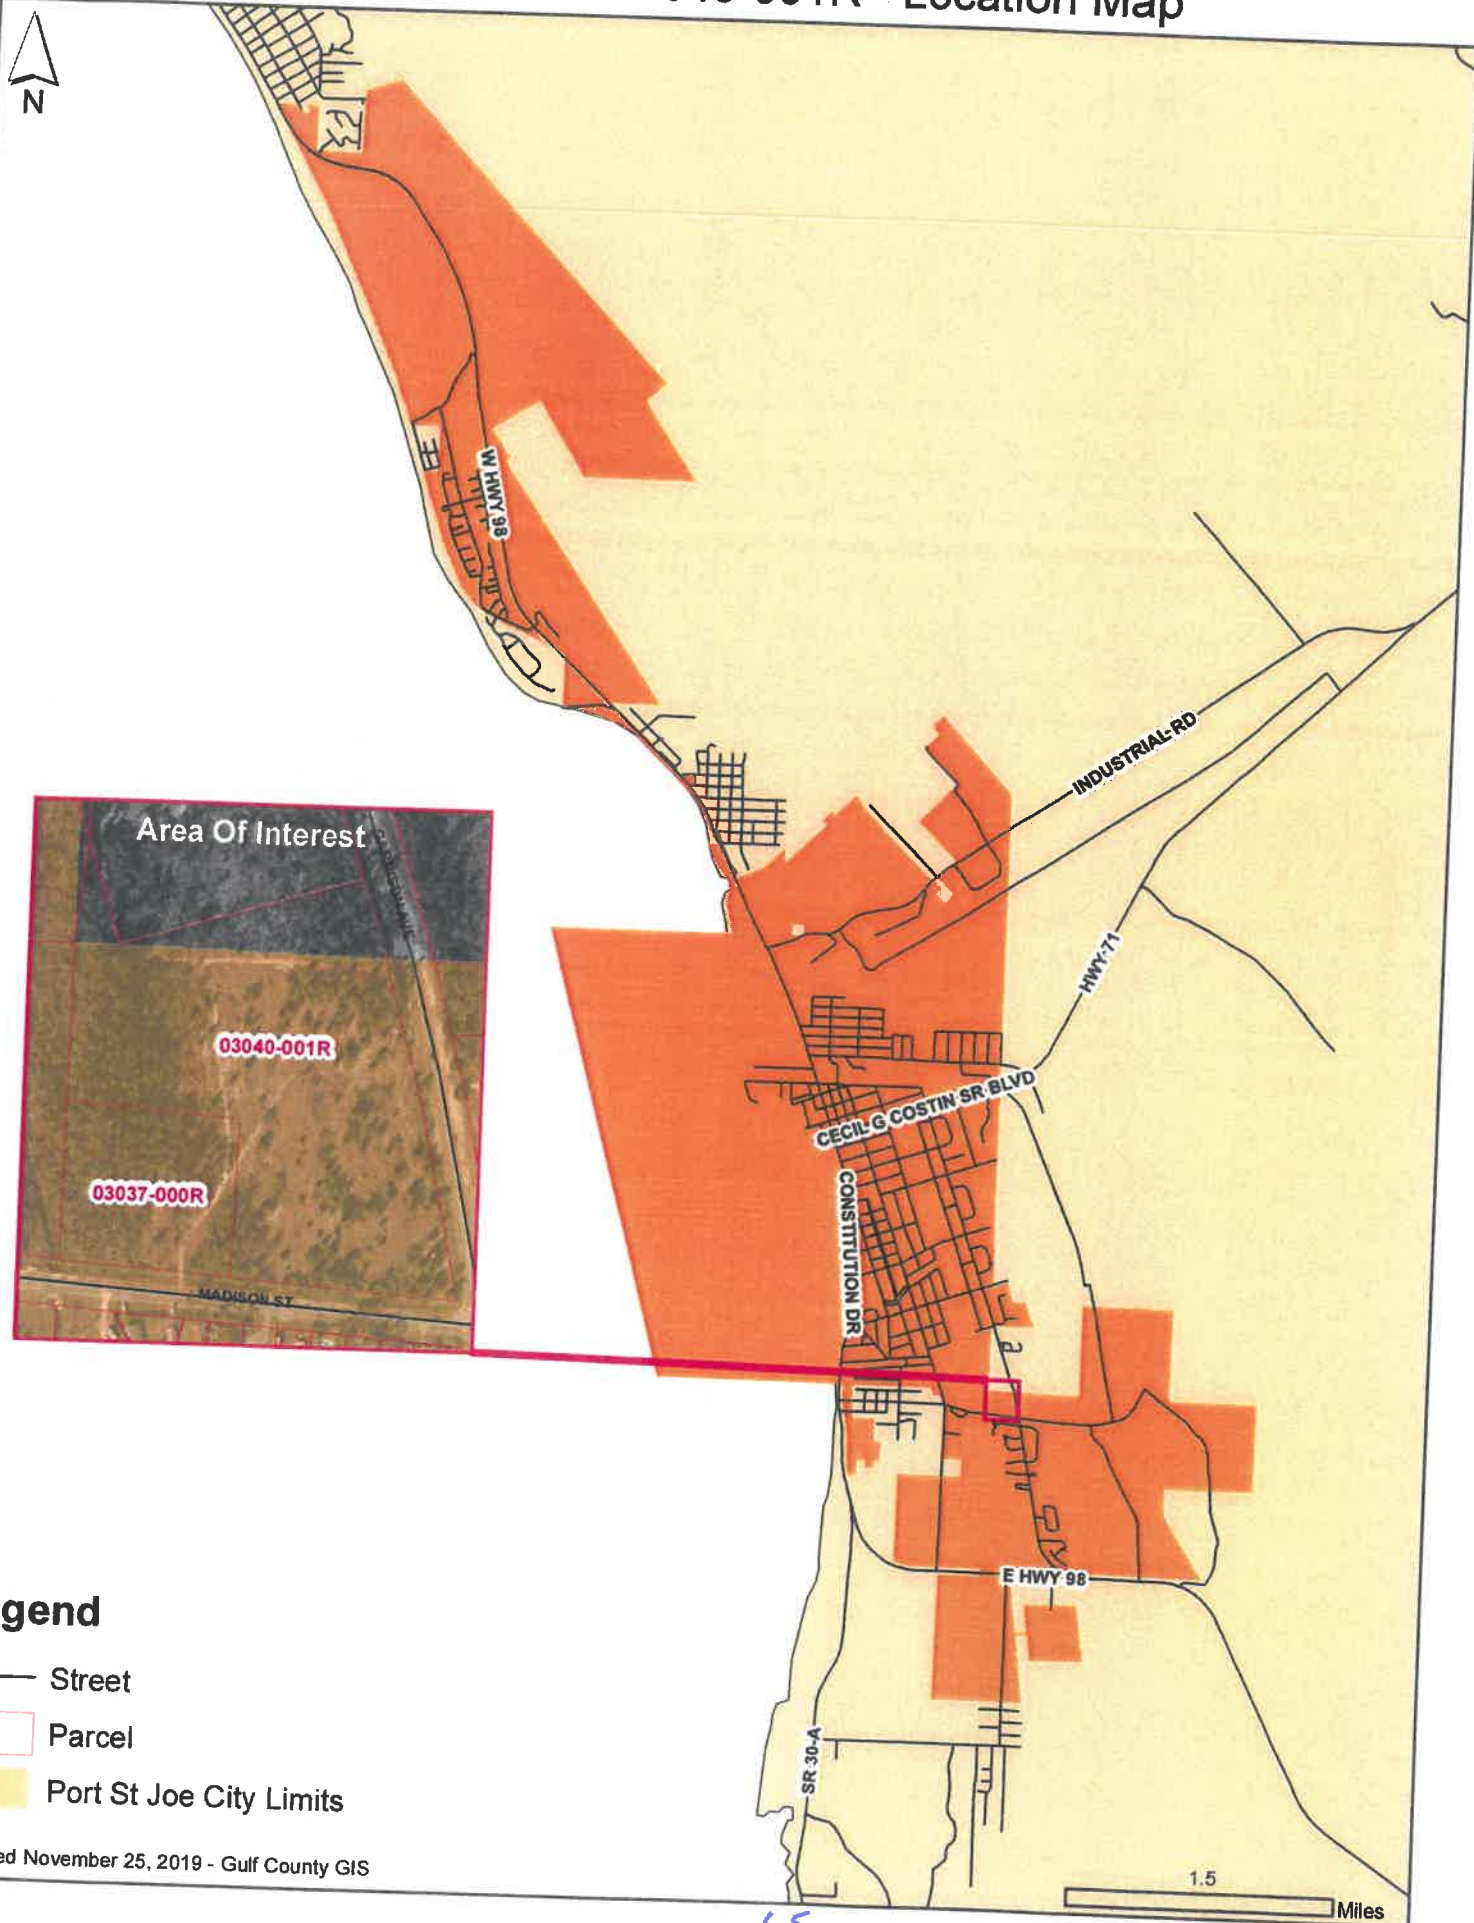 Location Map
N
W HWY 98
INDUSTRIAL RD
Area Of Interest
HWY 71
03040-001R
CECIL G COSTIN SR BLVD
03037-000R
CONSTITUTION DR
MADISON ST
E HWY 98
gend
Street
Parcel
SR 30-A
Port St Joe City Limits
ed November 25, 2019 - Gulf County GIS
1.5
Miles